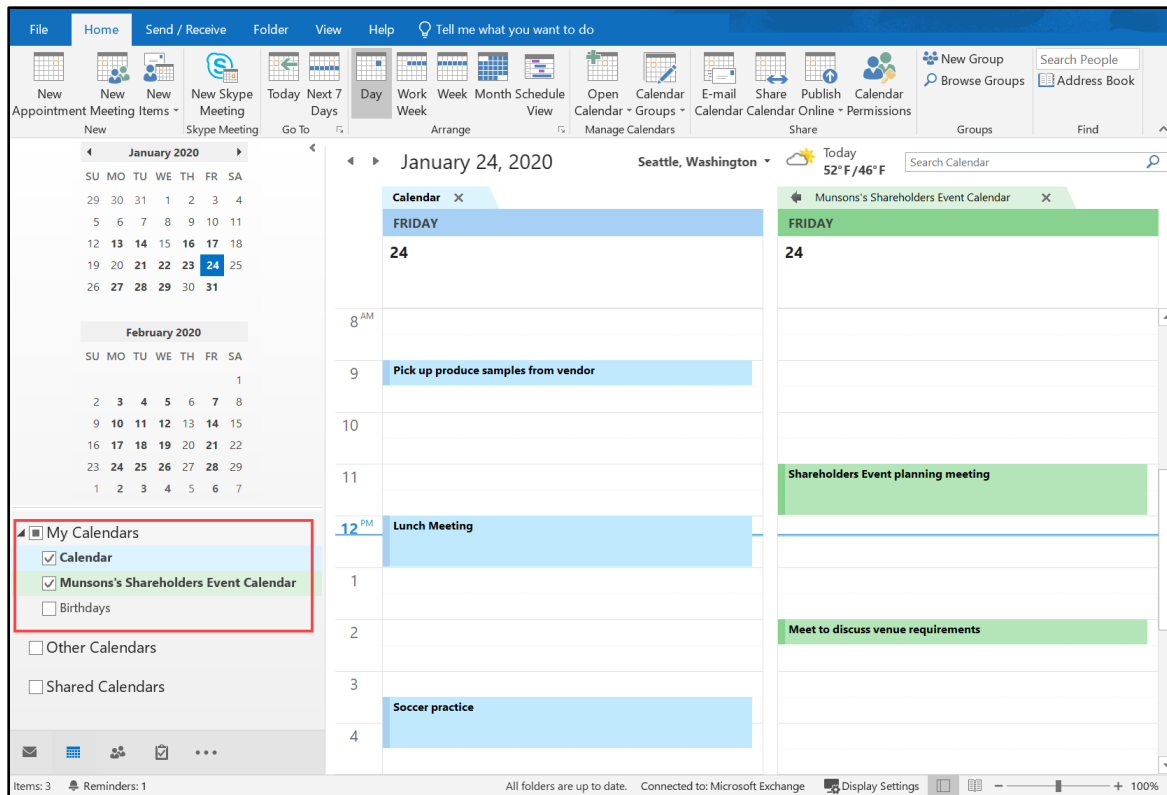 File Home Send / Receive Folder View Help Tell me what you want to do
New Appointment
New Meeting
New Items
New
New Skype Meeting
Skype Meeting
Today
Next 7 Days
Go To
Day
Work Week
Week
Month
Schedule View
Arrange
Open Calendar
Calendar Groups
Manage Calendars
E-mail Calendar
Share Calendar
Publish Online
Calendar Permissions
Share
New Group
Browse Groups
Groups
Search People
Address Book
Find
January 2020
SU MO TU WE TH FR SA
29 30 31 1 2 3 4
5 6 7 8 9 10 11
12 13 14 15 16 17 18
19 20 21 22 23 24 25
26 27 28 29 30 31
February 2020
SU MO TU WE TH FR SA
1
2 3 4 5 6 7 8
9 10 11 12 13 14 15
16 17 18 19 20 21 22
23 24 25 26 27 28 29
1 2 3 4 5 6 7
My Calendars
Calendar
Munsons's Shareholders Event Calendar
Birthdays
Other Calendars
Shared Calendars
January 24, 2020
Seattle, Washington
Today
52°F/46°F
Search Calendar
Calendar
FRIDAY
24
Munsons's Shareholders Event Calendar
FRIDAY
24
8 AM
9
Pick up produce samples from vendor
10
11
Shareholders Event planning meeting
12 PM
Lunch Meeting
1
2
Meet to discuss venue requirements
3
Soccer practice
4
Items: 3 Reminders: 1 All folders are up to date. Connected to: Microsoft Exchange Display Settings 100%